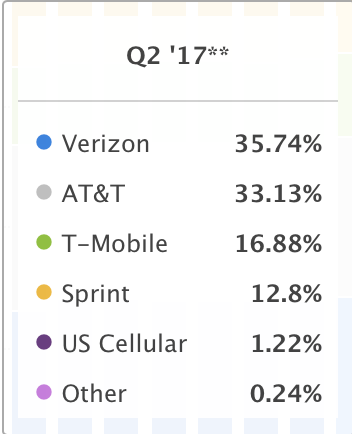 Q2 '17**
Verizon 35.74%
AT&T 33.13%
T-Mobile 16.88%
Sprint 12.8%
US Cellular 1.22%
Other 0.24%